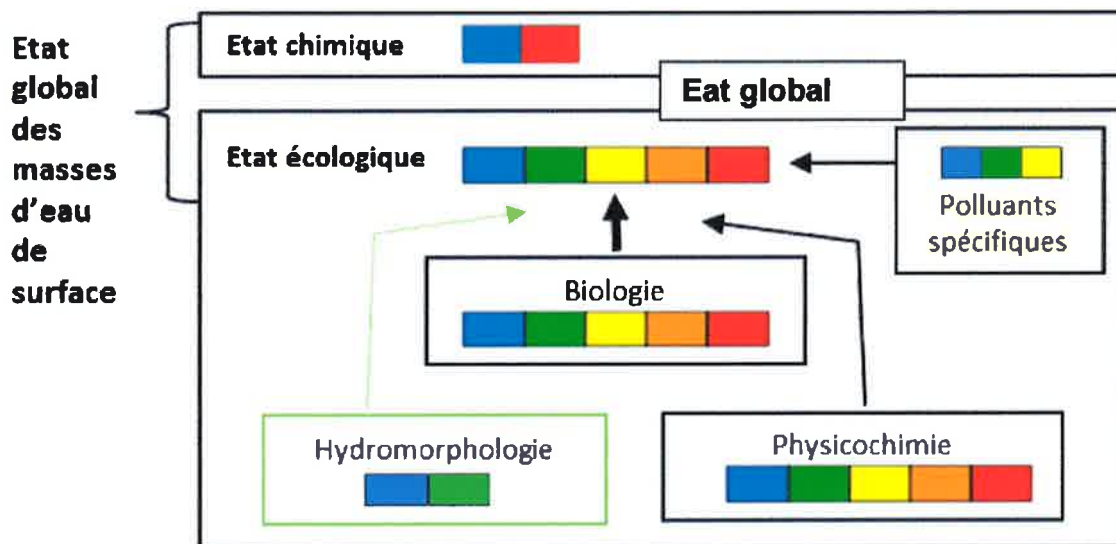 Etat
global
des
masses
d'eau
de
surface
Etat chimique
Eat global
Etat écologique
Polluants
spécifiques
Biologie
Hydromorphologie
Physicochimie